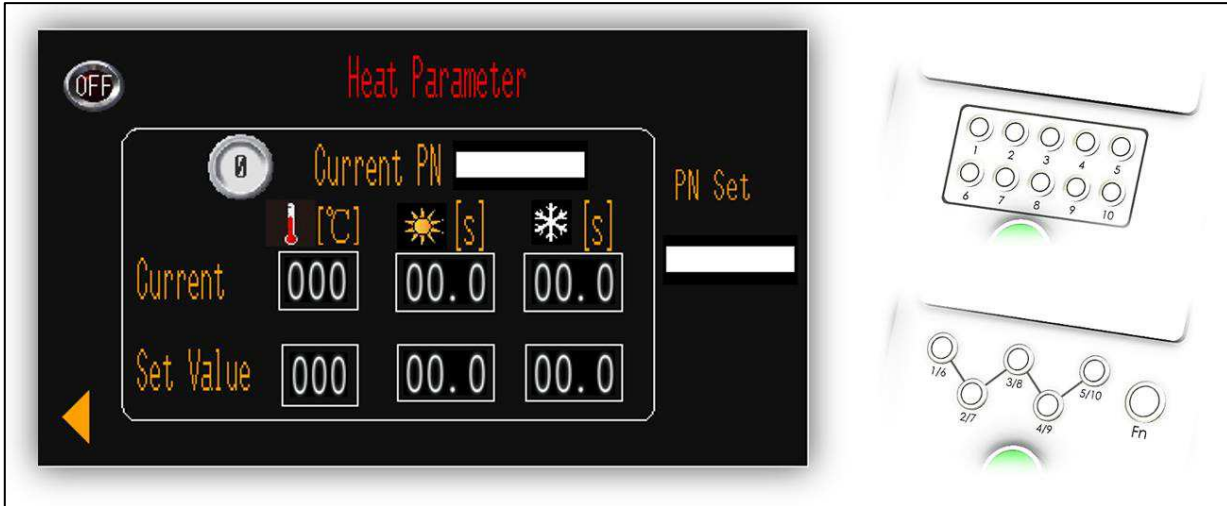 OFF
Heat Parameter
0 Current PN
PN Set
[℃] [s] [s]
Current 000 00.0 00.0
Set Value 000 00.0 00.0
1 2 3 4 5
6 7 8 9 10
1/6 2/7 3/8 4/9 5/10 Fn